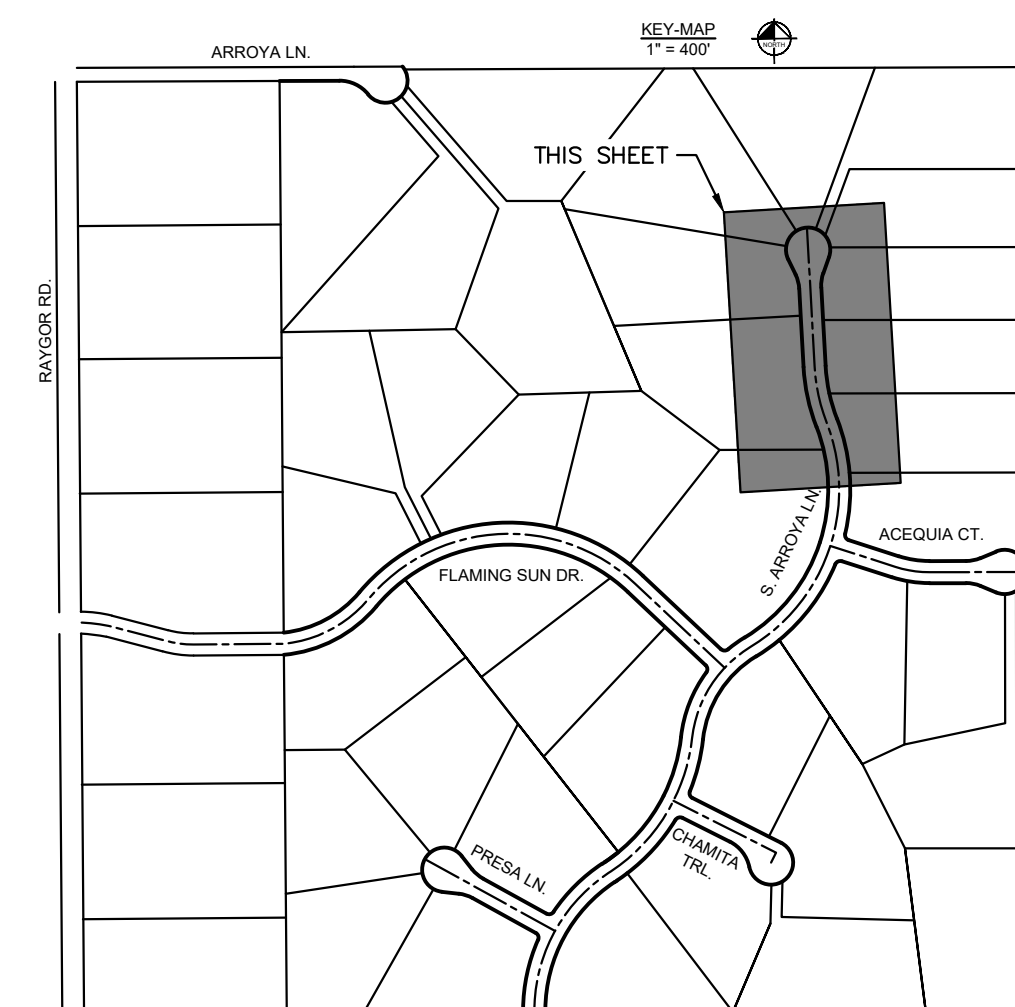 KEY-MAP
1" = 400'
NORTH
ARROYA LN.
THIS SHEET
RAYGOR RD.
S. ARROYA LN.
ACEQUIA CT.
FLAMING SUN DR.
CHAMITA
TRL.
PRESA LN.